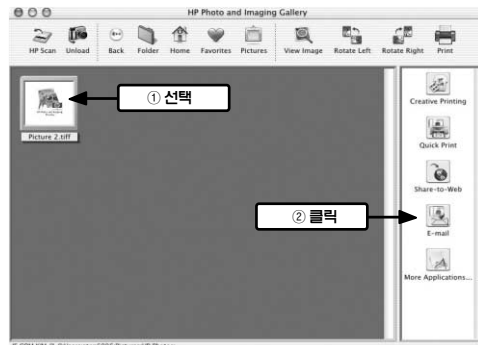 HP Photo and Imaging Gallery
HP Scan Unload Back Folder Home Favorites Pictures View Image Rotate Left Rotate Right Print
① 선택
Picture 2.tiff
Creative Printing
Quick Print
Share-to-Web
② 클릭
E-mail
More Applications...